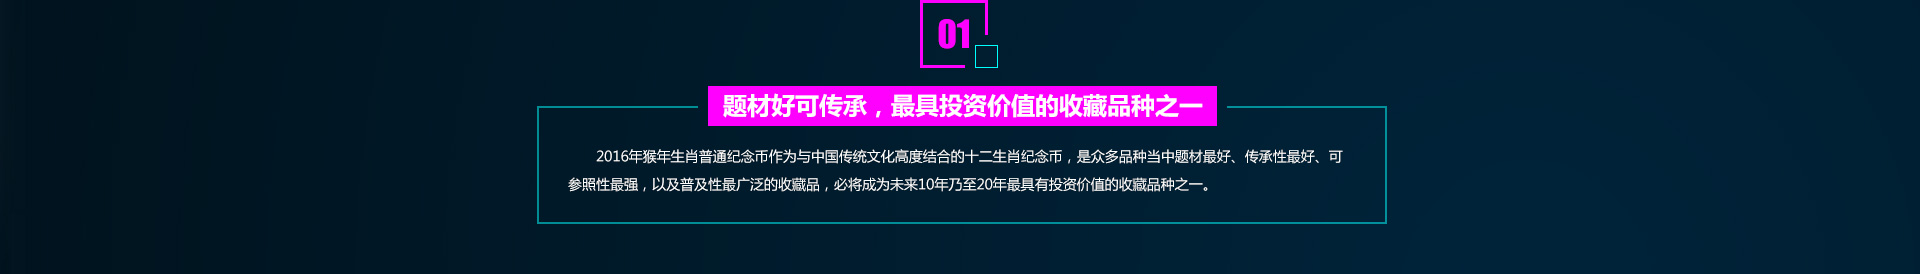 01
题材好可传承，最具投资价值的收藏品种之一
2016年猴年生肖普通纪念币作为与中国传统文化高度结合的十二生肖纪念币，是众多品种当中题材最好、传承性最好、可
参照性最强，以及普及性最广泛的收藏品，必将成为未来10年乃至20年最具有投资价值的收藏品种之一。